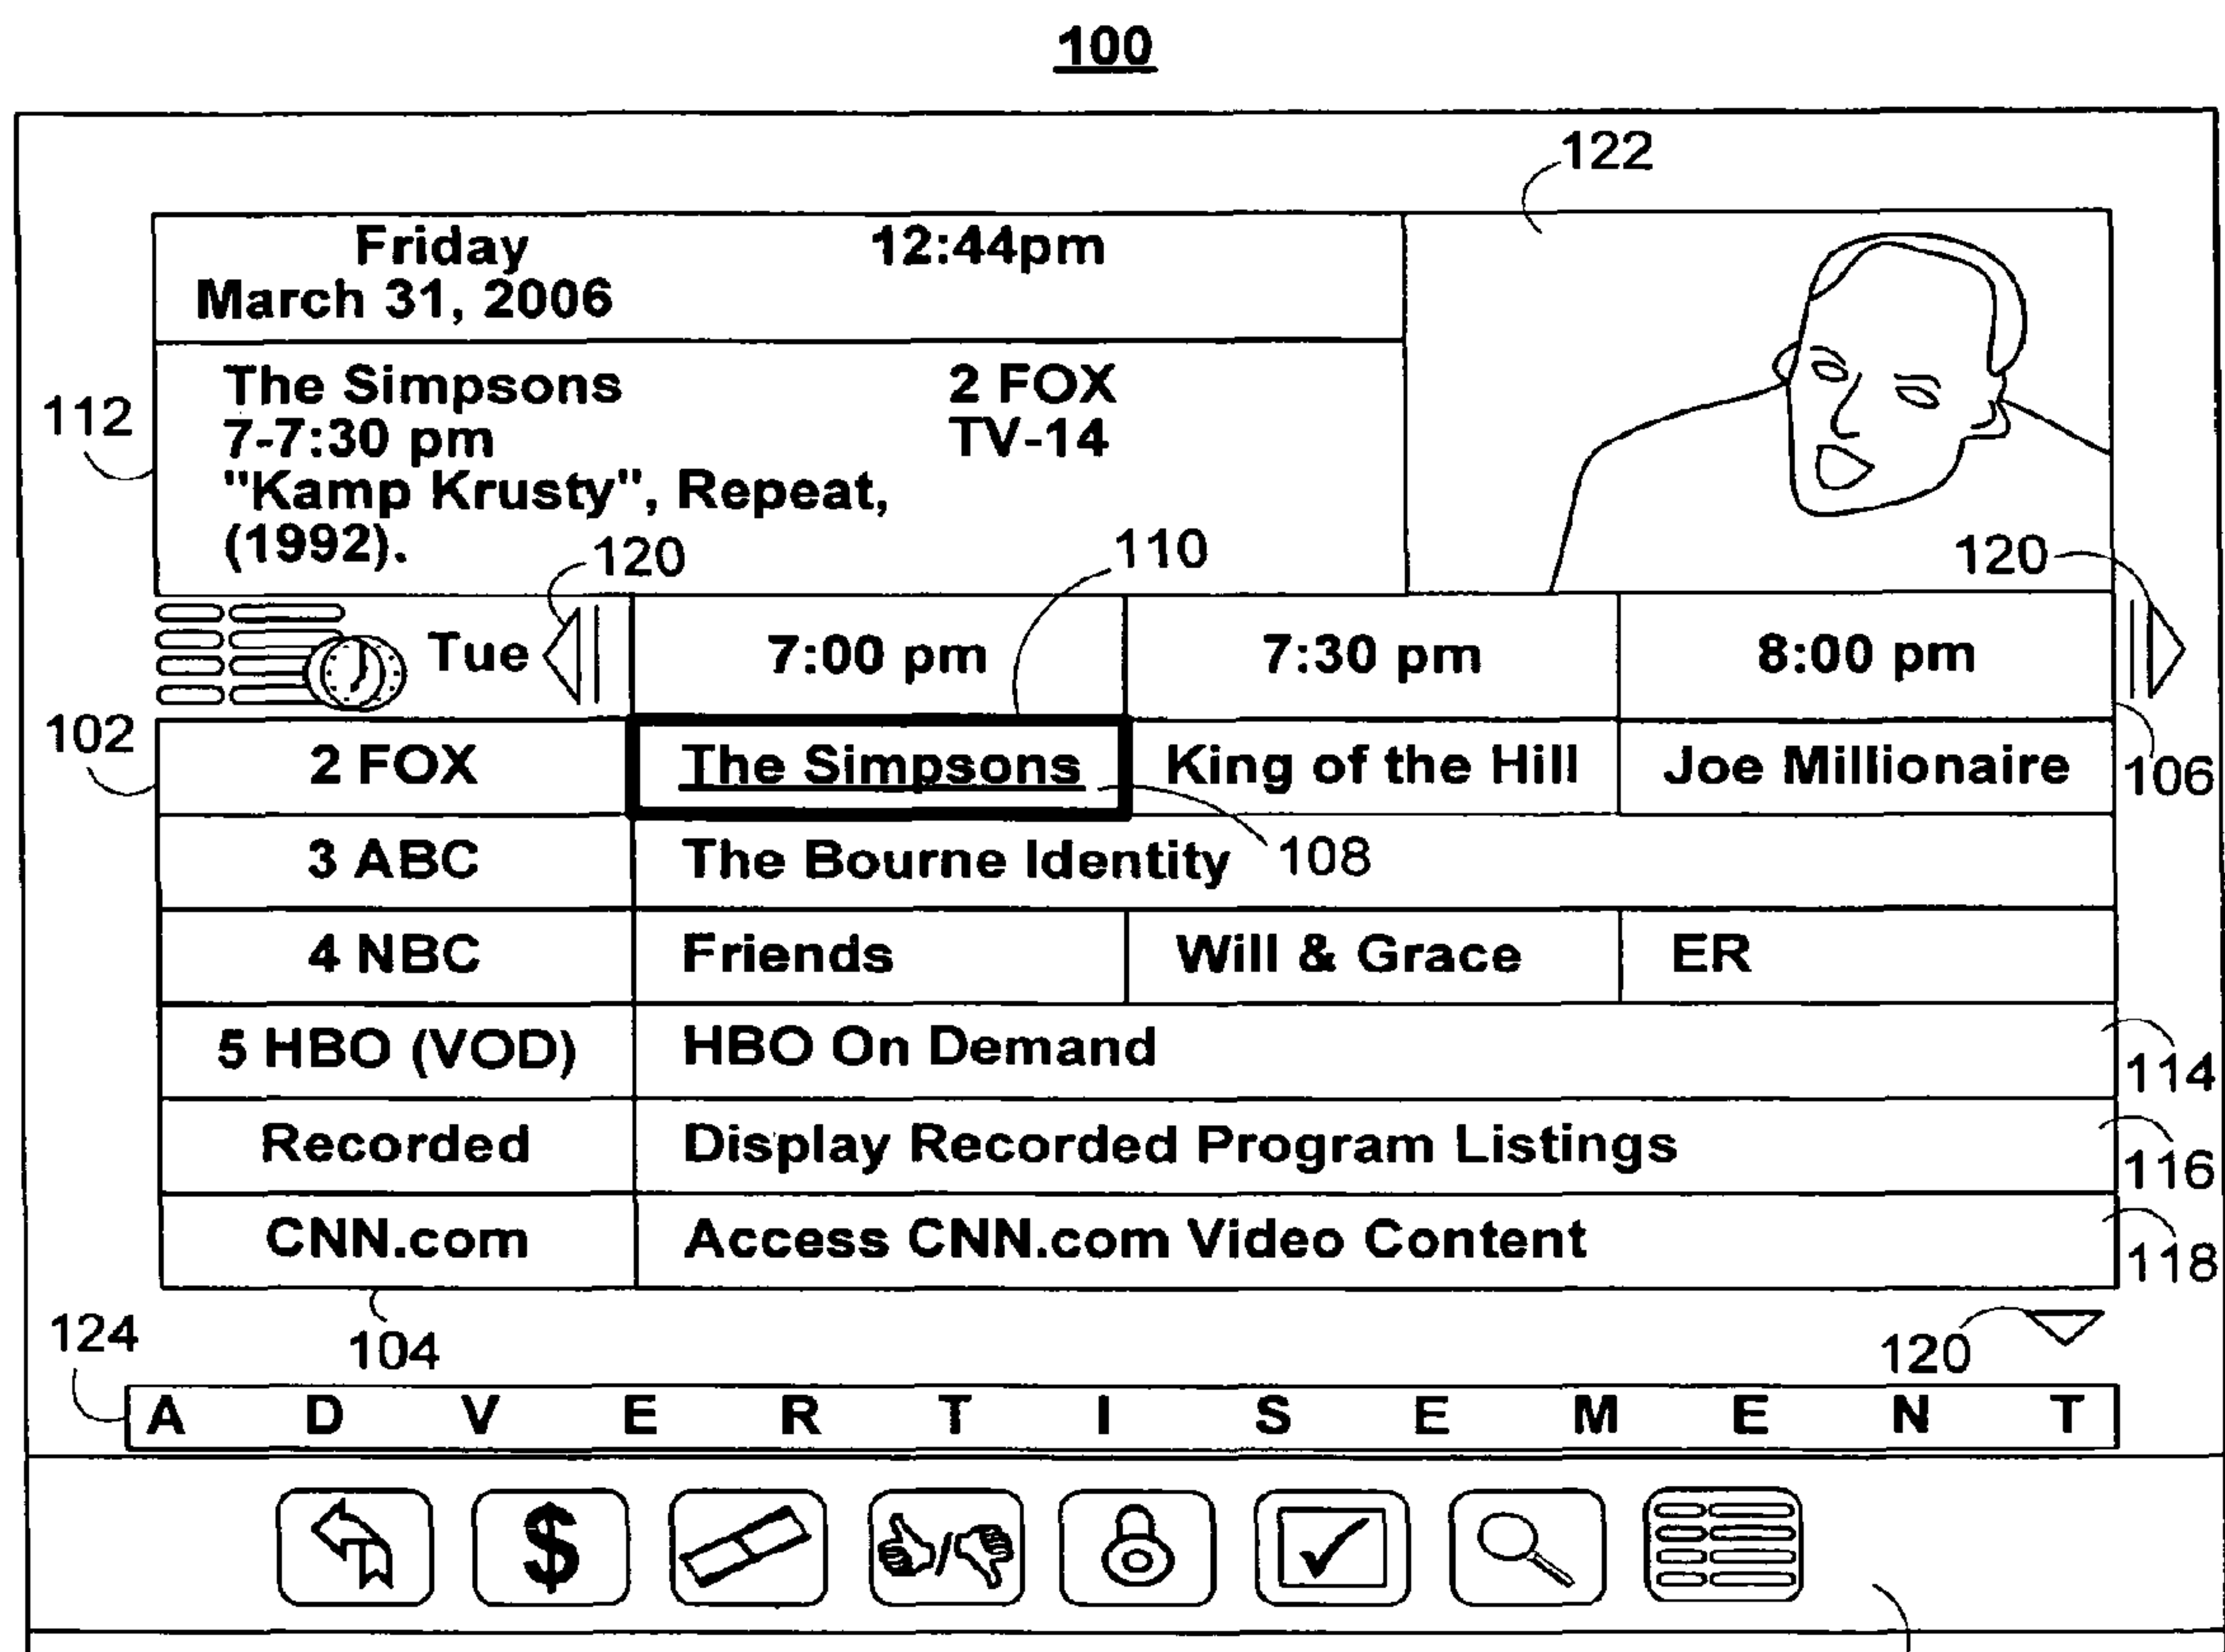 100
122
Friday 12:44pm
March 31, 2006
The Simpsons 2 FOX
112
7-7:30 pm TV-14
"Kamp Krusty", Repeat,
(1992).
120 110 120
Tue 7:00 pm 7:30 pm 8:00 pm
102
2 FOX The Simpsons King of the Hill Joe Millionaire
106
3 ABC The Bourne Identity 108
4 NBC Friends Will & Grace ER
5 HBO (VOD) HBO On Demand
114
Recorded Display Recorded Program Listings
116
CNN.com Access CNN.com Video Content
118
124 104 120
A D V E R T I S E M E N T
$